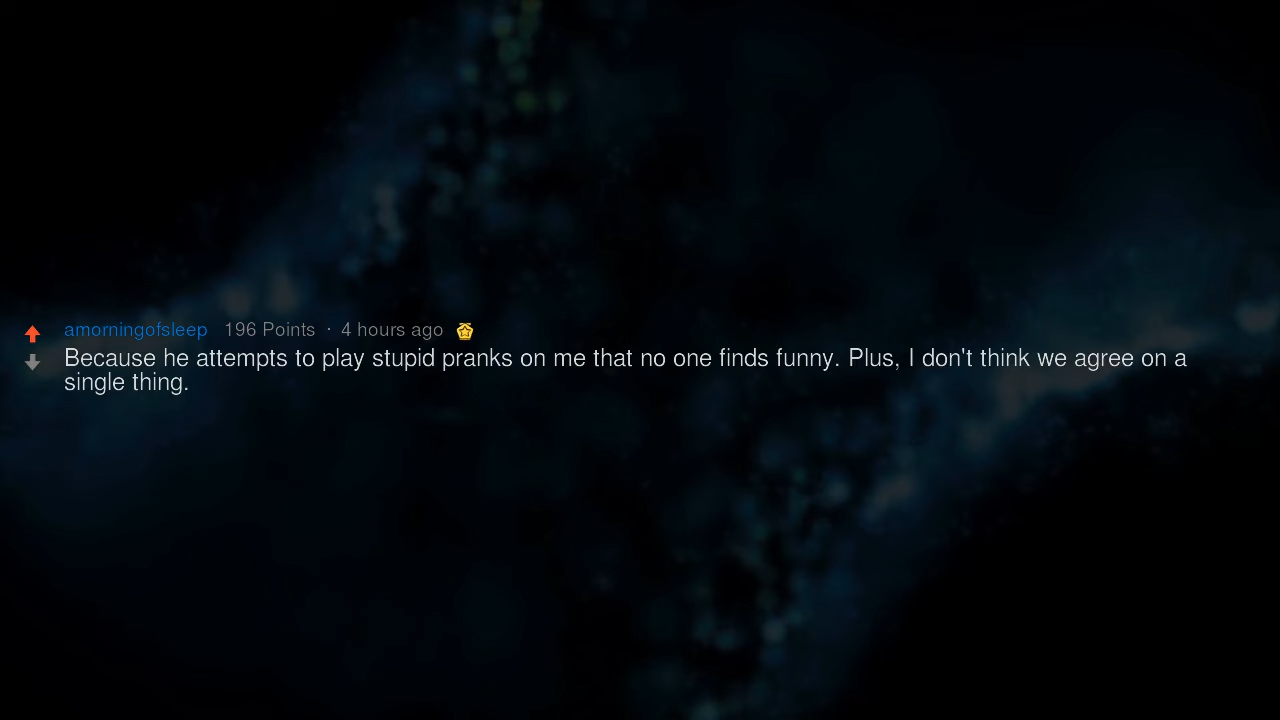 amorningofsleep 196 Points · 4 hours ago
Because he attempts to play stupid pranks on me that no one finds funny. Plus, I don't think we agree on a
single thing.